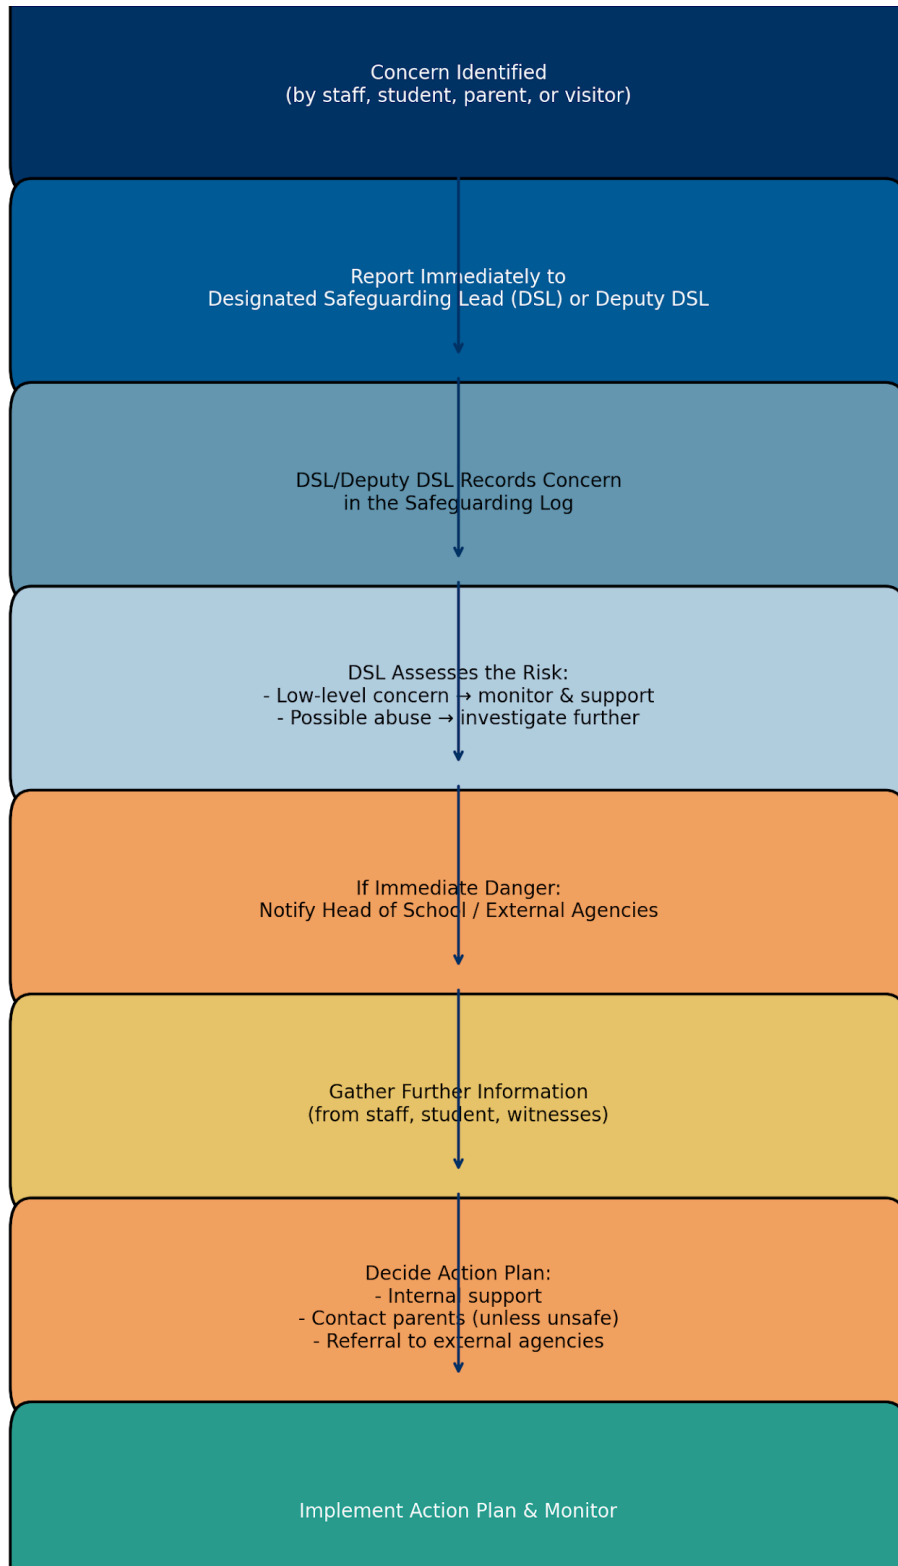 Concern Identified
(by staff, student, parent, or visitor)
Report Immediately to
Designated Safeguarding Lead (DSL) or Deputy DSL
DSL/Deputy DSL Records Concern
in the Safeguarding Log
DSL Assesses the Risk:
- Low-level concern → monitor & support
- Possible abuse → investigate further
If Immediate Danger:
Notify Head of School / External Agencies
Gather Further Information
(from staff, student, witnesses)
Decide Action Plan:
- Internal support
- Contact parents (unless unsafe)
- Referral to external agencies
Implement Action Plan & Monitor